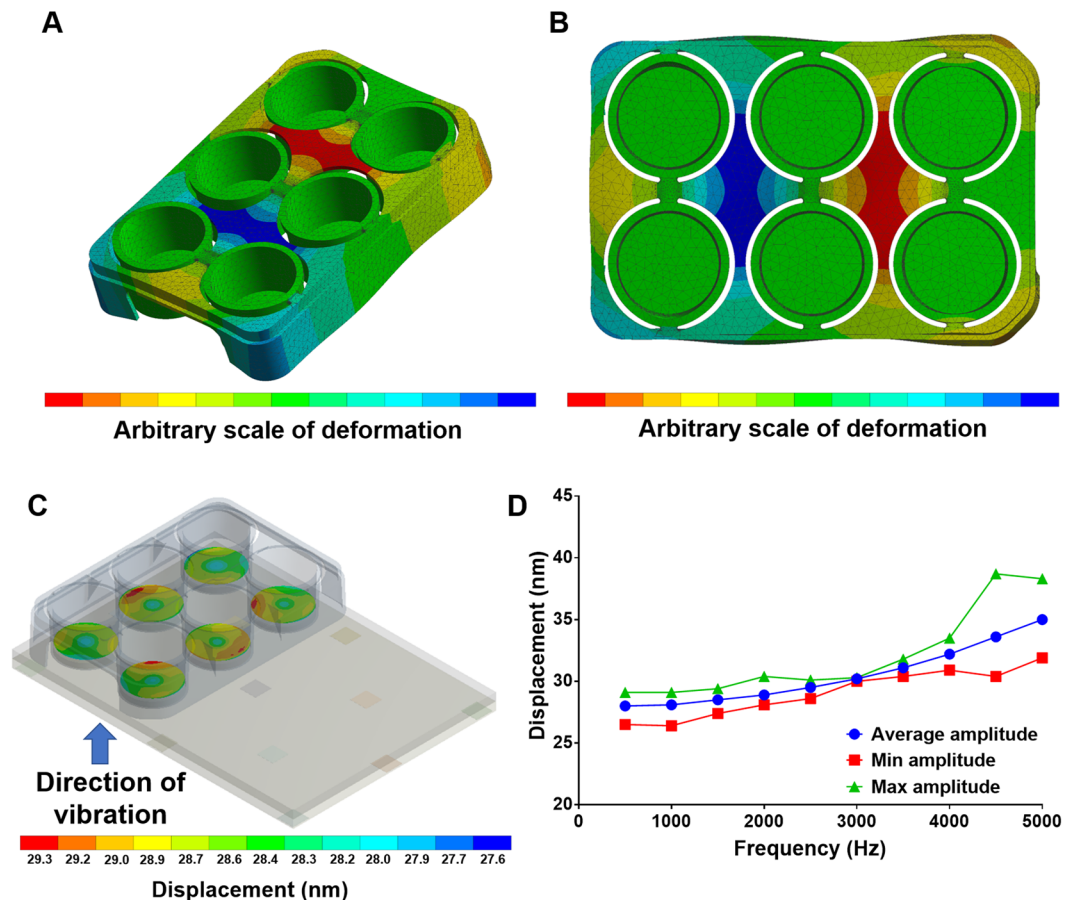 A
B
Arbitrary scale of deformation
Arbitrary scale of deformation
C
Direction of
vibration
29.3 29.2 29.0 28.9 28.7 28.6 28.4 28.3 28.2 28.0 27.9 27.7 27.6
Displacement (nm)
D
45
40
35
30
25
20
Displacement (nm)
Average amplitude
Min amplitude
Max amplitude
0 1000 2000 3000 4000 5000
Frequency (Hz)